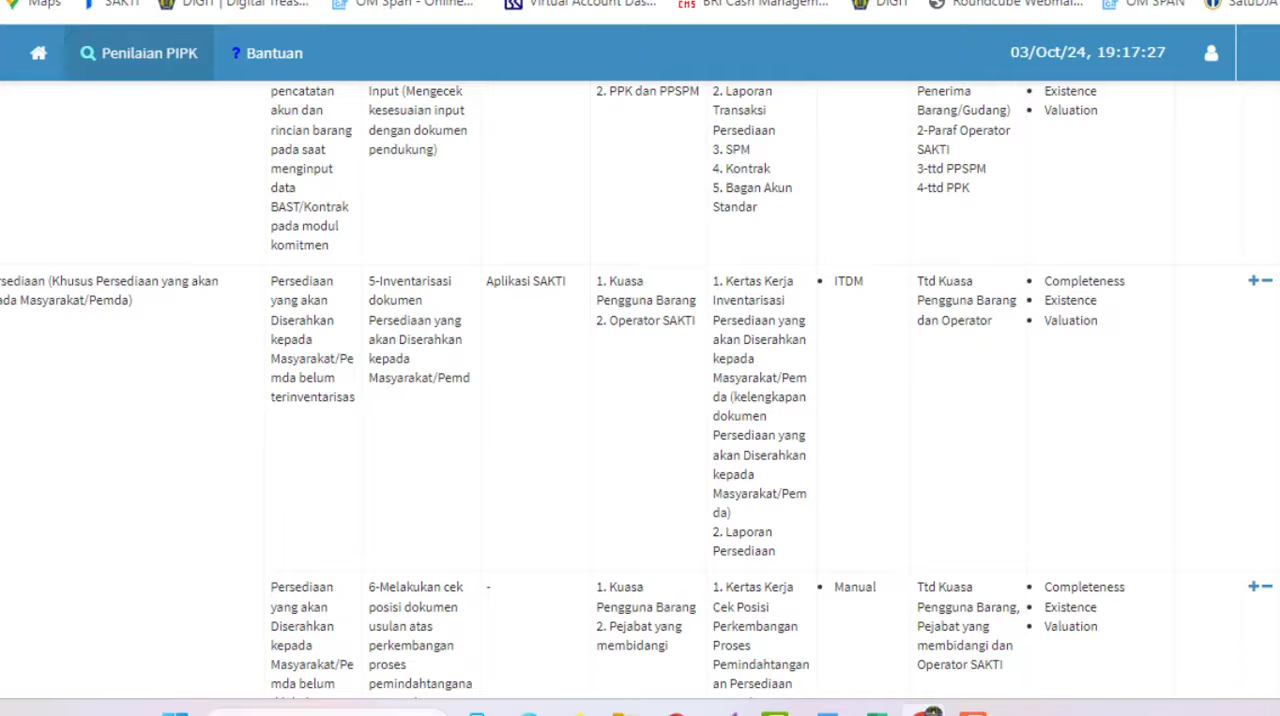 Maps SAKTI DIGIT | Digital Treas... OM Span - Online... Virtual Account Das... CMS BRI Cash Managem... DIGIT Roundcube Webmai... OM SPAN SatuDJA
Penilaian PIPK ? Bantuan 03/Oct/24, 19:17:27
pencatatan
akun dan
rincian barang
pada saat
menginput
data
BAST/Kontrak
pada modul
komitmen
Input (Mengecek
kesesuaian input
dengan dokumen
pendukung)
2. PPK dan PPSPM
2. Laporan
Transaksi
Persediaan
3. SPM
4. Kontrak
5. Bagan Akun
Standar
Penerima
Barang/Gudang)
2-Paraf Operator
SAKTI
3-ttd PPSPM
4-ttd PPK
• Existence
• Valuation
rsediaan (Khusus Persediaan yang akan
ada Masyarakat/Pemda)
Persediaan
yang akan
Diserahkan
kepada
Masyarakat/Pe
mda belum
terinventarisas
5-Inventarisasi
dokumen
Persediaan yang
akan Diserahkan
kepada
Masyarakat/Pemd
Aplikasi SAKTI
1. Kuasa
Pengguna Barang
2. Operator SAKTI
1. Kertas Kerja
Inventarisasi
Persediaan yang
akan Diserahkan
kepada
Masyarakat/Pem
da (kelengkapan
dokumen
Persediaan yang
akan Diserahkan
kepada
Masyarakat/Pem
da)
2. Laporan
Persediaan
• ITDM
Ttd Kuasa
Pengguna Barang
dan Operator
• Completeness
• Existence
• Valuation
Persediaan
yang akan
Diserahkan
kepada
Masyarakat/Pe
mda belum
6-Melakukan cek
posisi dokumen
usulan atas
perkembangan
proses
pemindahtangana
-
1. Kuasa
Pengguna Barang
2. Pejabat yang
membidangi
1. Kertas Kerja
Cek Posisi
Perkembangan
Proses
Pemindahtangan
an Persediaan
• Manual
Ttd Kuasa
Pengguna Barang,
Pejabat yang
membidangi dan
Operator SAKTI
• Completeness
• Existence
• Valuation